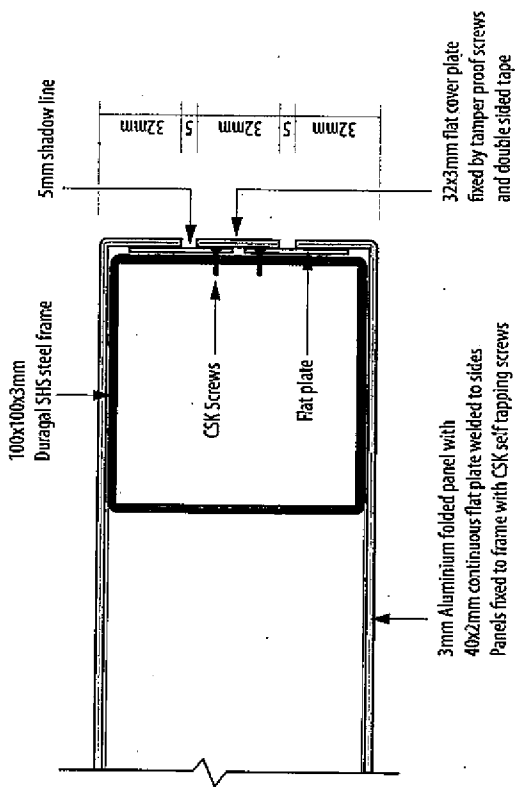 100x100x3mm
Duragal SHS steel frame
5mm shadow line
32mm
5
32mm
5
32mm
CSK Screws
Flat plate
3mm Aluminium folded panel with
40x2mm continuous flat plate welded to sides
Panels fixed to frame with CSK self tapping screws
32x3mm flat cover plate
fixed by tamper proof screws
and double sided tape